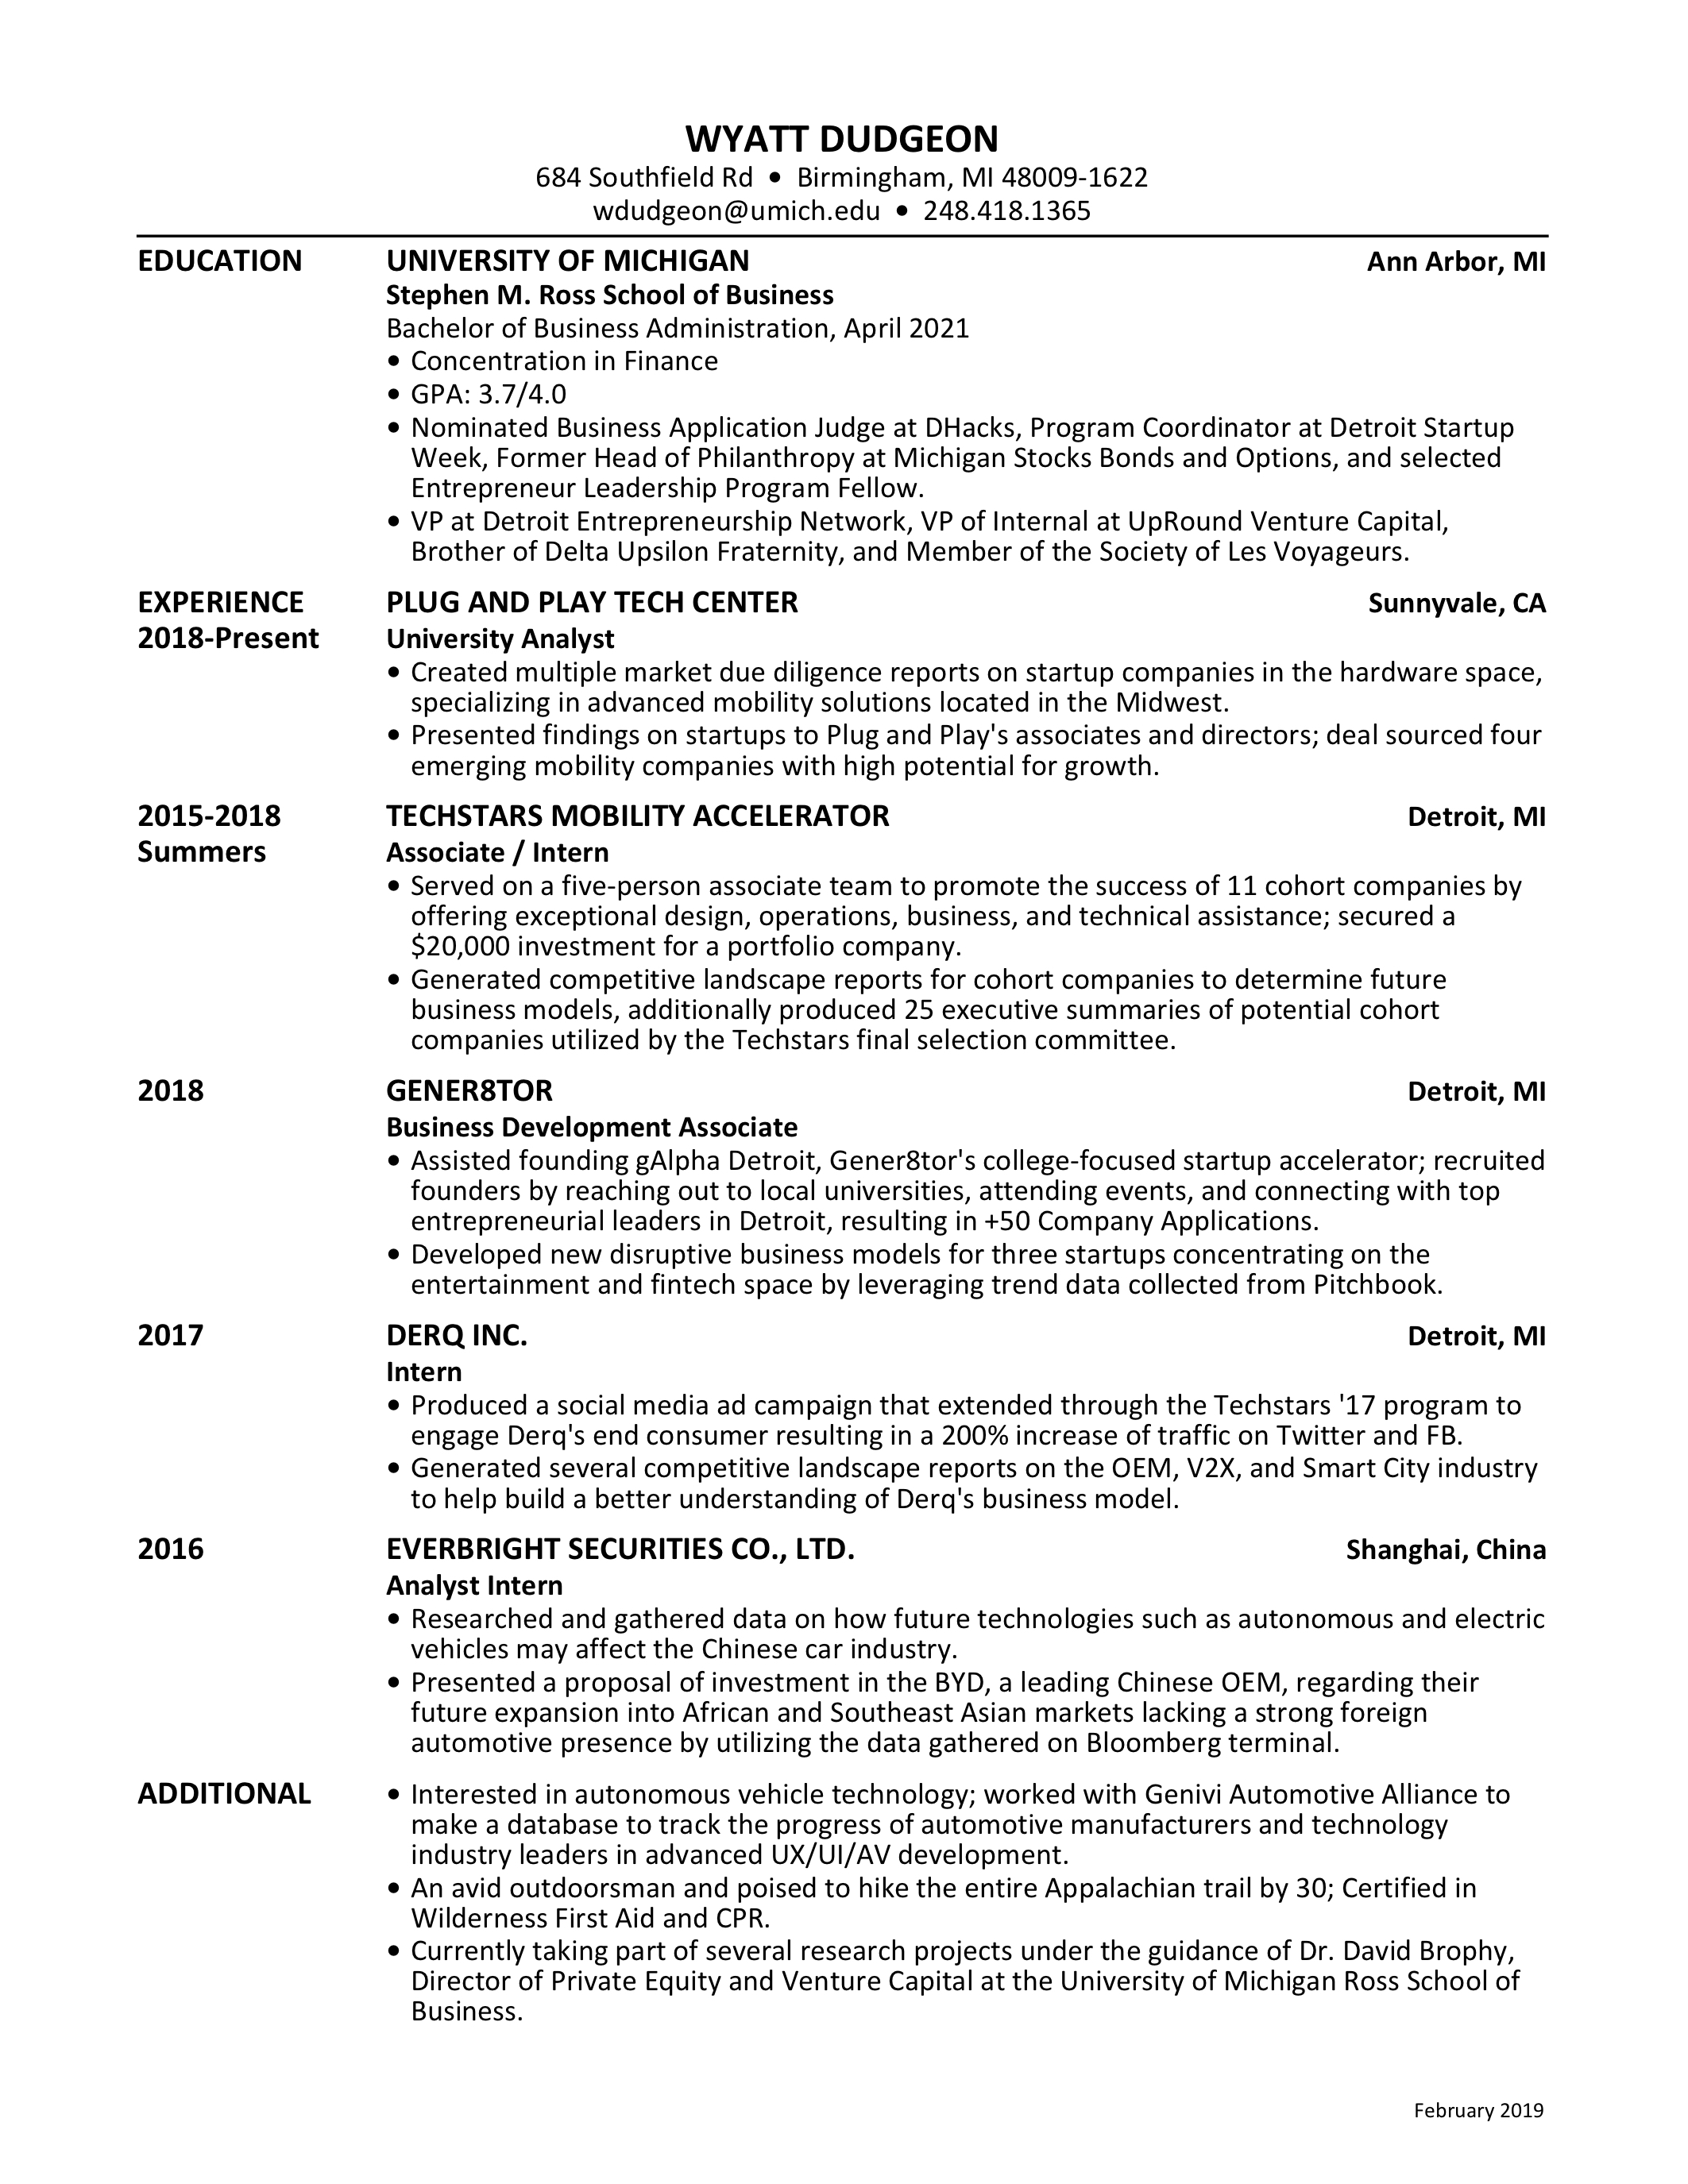 WYATT DUDGEON
684 Southfield Rd • Birmingham, MI 48009-1622
wdudgeon@umich.edu • 248.418.1365
EDUCATION UNIVERSITY OF MICHIGAN Ann Arbor, MI
Stephen M. Ross School of Business
Bachelor of Business Administration, April 2021
• Concentration in Finance
• GPA: 3.7/4.0
• Nominated Business Application Judge at DHacks, Program Coordinator at Detroit Startup
Week, Former Head of Philanthropy at Michigan Stocks Bonds and Options, and selected
Entrepreneur Leadership Program Fellow.
• VP at Detroit Entrepreneurship Network, VP of Internal at UpRound Venture Capital,
Brother of Delta Upsilon Fraternity, and Member of the Society of Les Voyageurs.
EXPERIENCE PLUG AND PLAY TECH CENTER Sunnyvale, CA
2018-Present University Analyst
• Created multiple market due diligence reports on startup companies in the hardware space,
specializing in advanced mobility solutions located in the Midwest.
• Presented findings on startups to Plug and Play's associates and directors; deal sourced four
emerging mobility companies with high potential for growth.
2015-2018 TECHSTARS MOBILITY ACCELERATOR Detroit, MI
Summers Associate / Intern
• Served on a five-person associate team to promote the success of 11 cohort companies by
offering exceptional design, operations, business, and technical assistance; secured a
$20,000 investment for a portfolio company.
• Generated competitive landscape reports for cohort companies to determine future
business models, additionally produced 25 executive summaries of potential cohort
companies utilized by the Techstars final selection committee.
2018 GENER8TOR Detroit, MI
Business Development Associate
• Assisted founding gAlpha Detroit, Gener8tor's college-focused startup accelerator; recruited
founders by reaching out to local universities, attending events, and connecting with top
entrepreneurial leaders in Detroit, resulting in +50 Company Applications.
• Developed new disruptive business models for three startups concentrating on the
entertainment and fintech space by leveraging trend data collected from Pitchbook.
2017 DERQ INC. Detroit, MI
Intern
• Produced a social media ad campaign that extended through the Techstars '17 program to
engage Derq's end consumer resulting in a 200% increase of traffic on Twitter and FB.
• Generated several competitive landscape reports on the OEM, V2X, and Smart City industry
to help build a better understanding of Derq's business model.
2016 EVERBRIGHT SECURITIES CO., LTD. Shanghai, China
Analyst Intern
• Researched and gathered data on how future technologies such as autonomous and electric
vehicles may affect the Chinese car industry.
• Presented a proposal of investment in the BYD, a leading Chinese OEM, regarding their
future expansion into African and Southeast Asian markets lacking a strong foreign
automotive presence by utilizing the data gathered on Bloomberg terminal.
ADDITIONAL • Interested in autonomous vehicle technology; worked with Genivi Automotive Alliance to
make a database to track the progress of automotive manufacturers and technology
industry leaders in advanced UX/UI/AV development.
• An avid outdoorsman and poised to hike the entire Appalachian trail by 30; Certified in
Wilderness First Aid and CPR.
• Currently taking part of several research projects under the guidance of Dr. David Brophy,
Director of Private Equity and Venture Capital at the University of Michigan Ross School of
Business.
February 2019